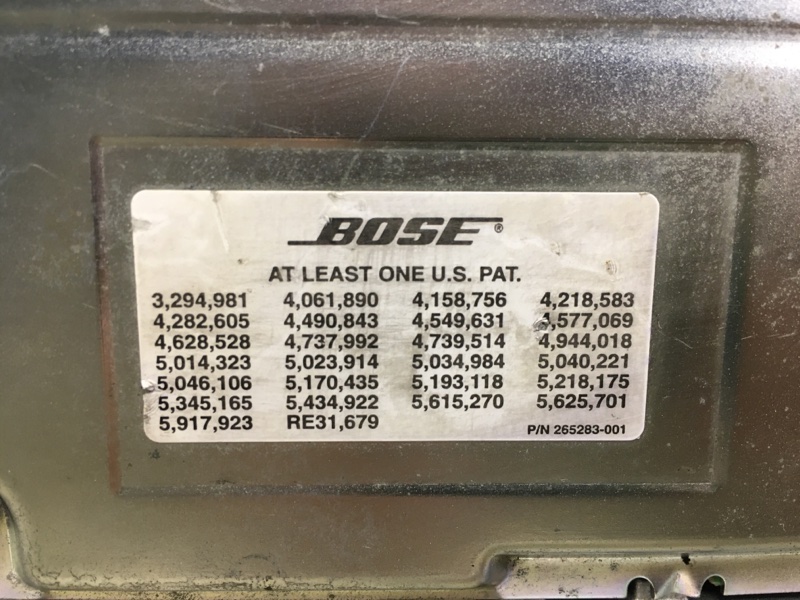 BOSE®
AT LEAST ONE U.S. PAT.
3,294,981 4,061,890 4,158,756 4,218,583
4,282,605 4,490,843 4,549,631 4,577,069
4,628,528 4,737,992 4,739,514 4,944,018
5,014,323 5,023,914 5,034,984 5,040,221
5,046,106 5,170,435 5,193,118 5,218,175
5,345,165 5,434,922 5,615,270 5,625,701
5,917,923 RE31,679
P/N 265283-001